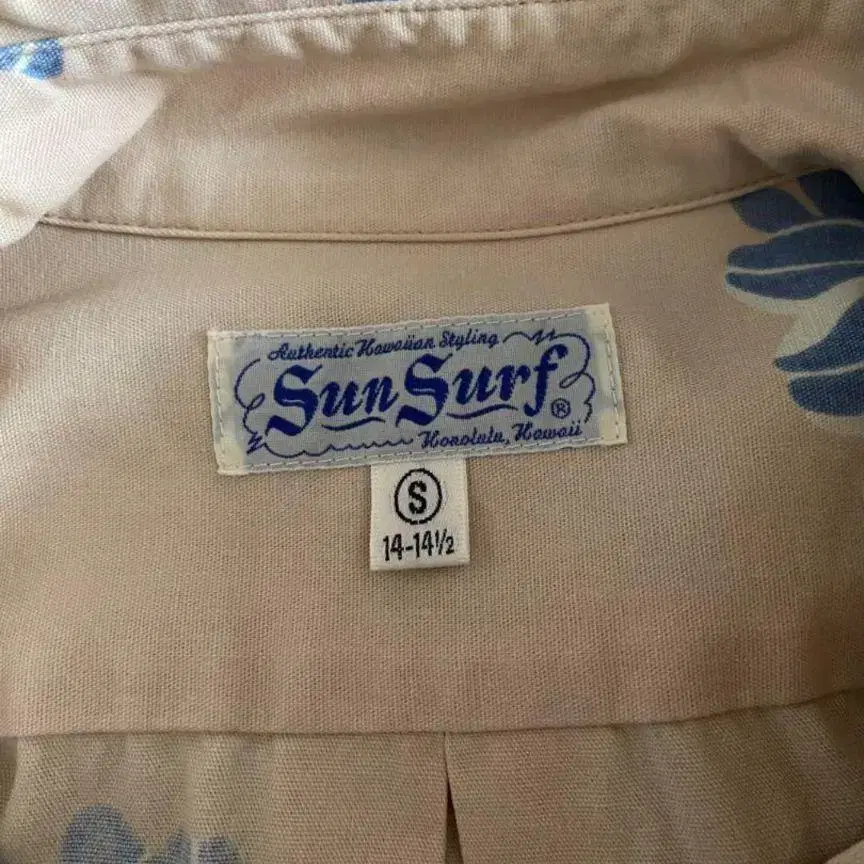 Authentic Hawaiian Styling
Sun Surf®
Honolulu, Hawaii
S
14-14½